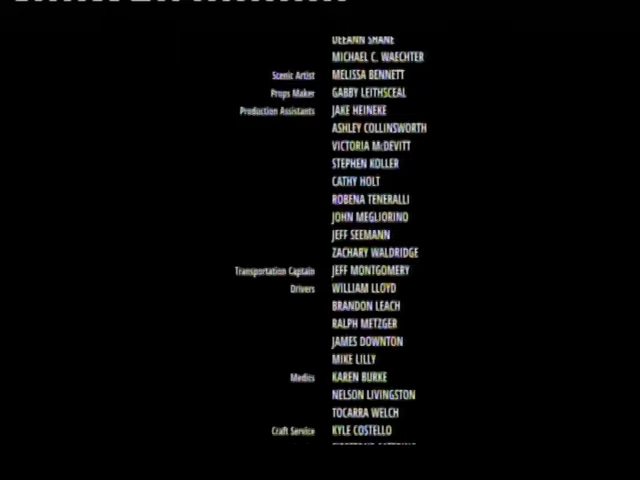 DEEANN SHANE
MICHAEL C. WAECHTER
Scenic Artist MELISSA BENNETT
Props Maker GABBY LEITHSCEAL
Production Assistants JAKE HEINEKE
ASHLEY COLLINSWORTH
VICTORIA McDEVITT
STEPHEN KOLLER
CATHY HOLT
ROBENA TENERALLI
JOHN MEGLIORINO
JEFF SEEMANN
ZACHARY WALDRIDGE
Transportation Captain JEFF MONTGOMERY
Drivers WILLIAM LLOYD
BRANDON LEACH
RALPH METZGER
JAMES DOWNTON
MIKE LILLY
Medics KAREN BURKE
NELSON LIVINGSTON
TOCARRA WELCH
Craft Service KYLE COSTELLO